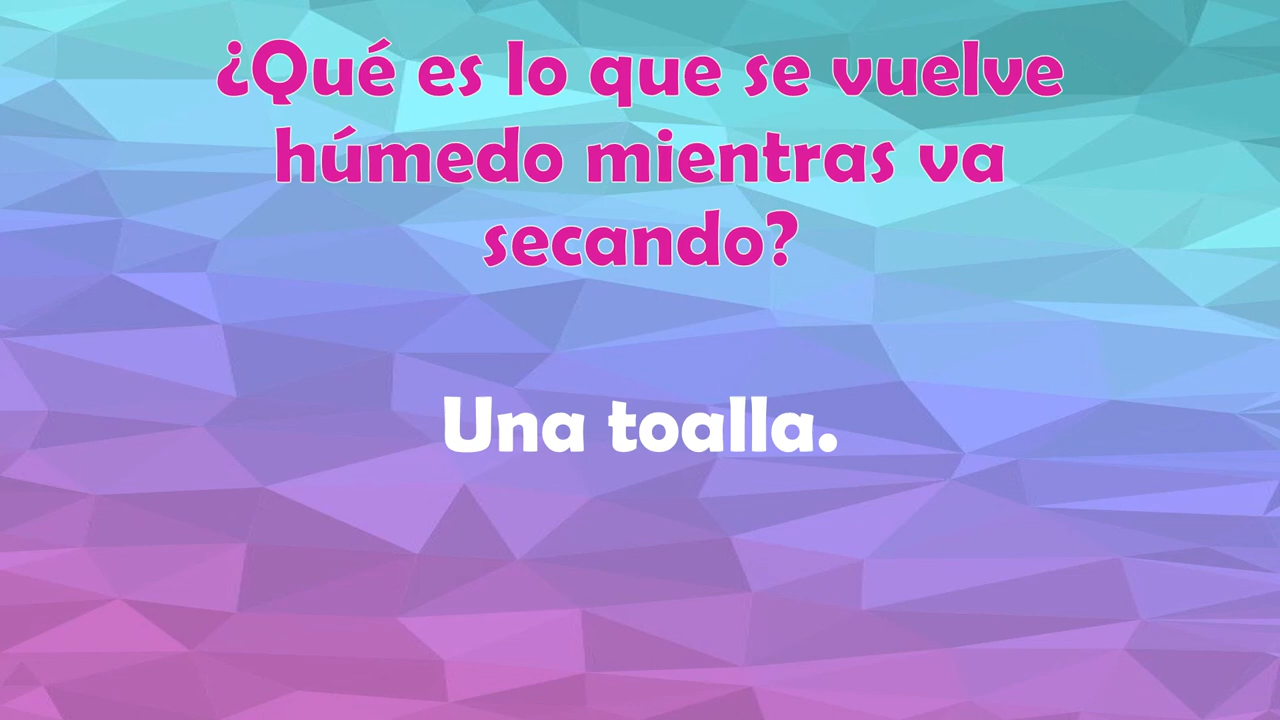 ¿Qué es lo que se vuelve
húmedo mientras va
secando?
Una toalla.